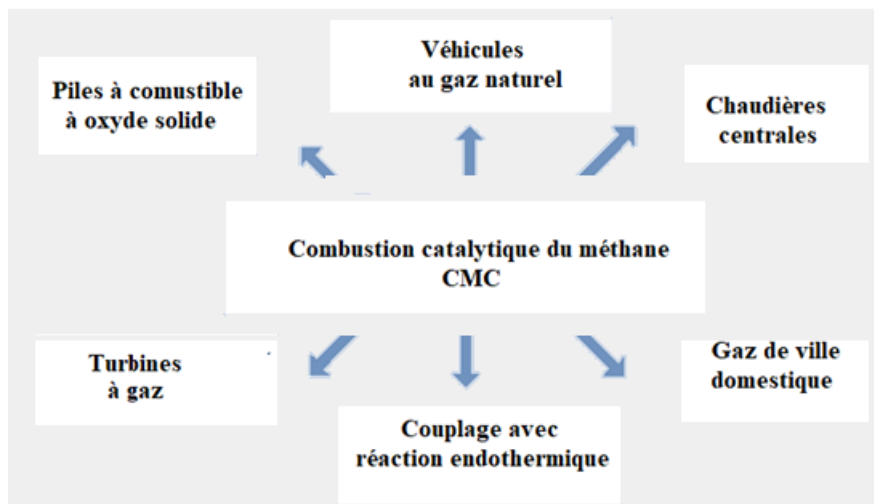 Véhicules
au gaz naturel
Piles à comustible
à oxyde solide
Chaudières
centrales
Combustion catalytique du méthane
CMC
Turbines
à gaz
Gaz de ville
domestique
Couplage avec
réaction endothermique